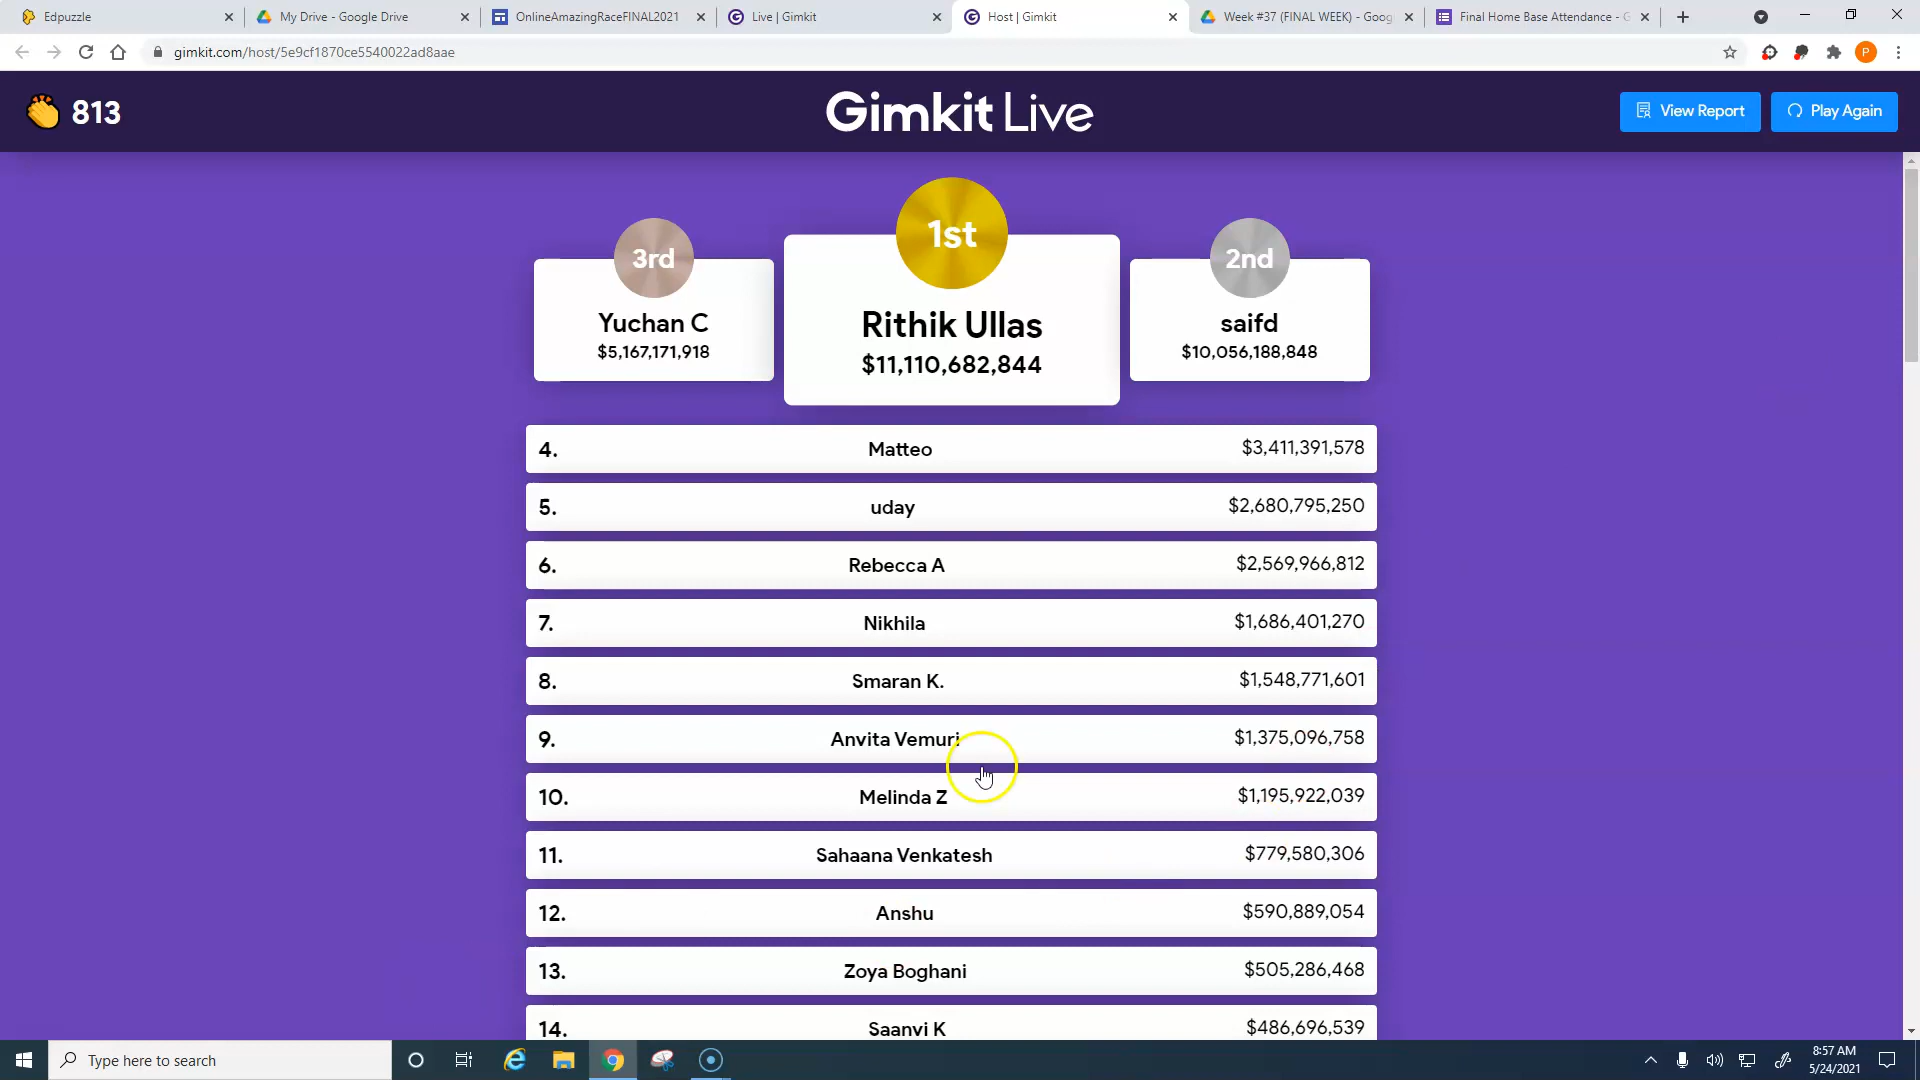 Edpuzzle
My Drive - Google Drive
OnlineAmazingRaceFINAL2021
Live | Gimkit
Host | Gimkit
Week #37 (FINAL WEEK) - Goog
Final Home Base Attendance - G
gimkit.com/host/5e9cf1870ce5540022ad8aae
P
813
Gimkit Live
View Report
Play Again
3rd
Yuchan C
$5,167,171,918
1st
Rithik Ullas
$11,110,682,844
2nd
saifd
$10,056,188,848
4. Matteo $3,411,391,578
5. uday $2,680,795,250
6. Rebecca A $2,569,966,812
7. Nikhila $1,686,401,270
8. Smaran K. $1,548,771,601
9. Anvita Vemuri $1,375,096,758
10. Melinda Z $1,195,922,039
11. Sahaana Venkatesh $779,580,306
12. Anshu $590,889,054
13. Zoya Boghani $505,286,468
14. Saanvi K $486,696,539
Type here to search
8:57 AM
5/24/2021